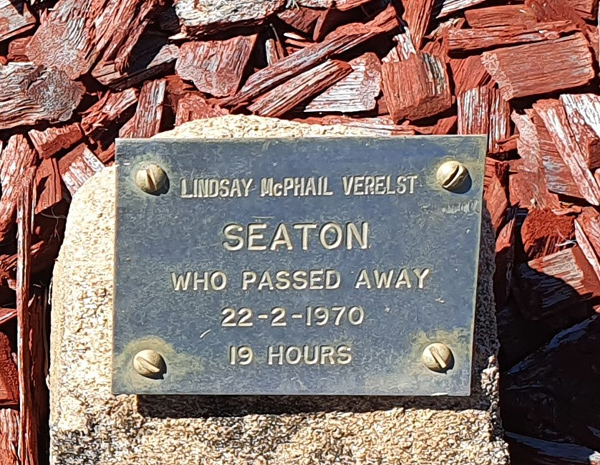 LINDSAY McPHAIL VERELST
SEATON
WHO PASSED AWAY
22-2-1970
19 HOURS